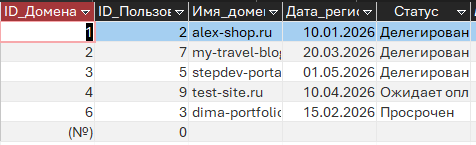 ID_Домена ID_Пользов Имя_домен Дата_регис Статус
1 2 alex-shop.ru 10.01.2026 Делегирован
2 7 my-travel-blog 20.03.2026 Делегирован
3 5 stepdev-porta 01.05.2026 Делегирован
4 9 test-site.ru 10.04.2026 Ожидает опл
6 3 dima-portfolio 15.02.2026 Просрочен
(№) 0